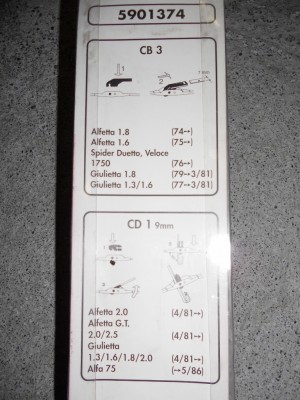 5901374
CB 3
1
2
7 mm
Alfetta 1.8 (74→)
Alfetta 1.6 (75→)
Spider Duetto, Veloce
1750 (76→)
Giulietta 1.8 (79→3/81)
Giulietta 1.3/1.6 (77→3/81)
CD 1 9mm
Alfetta 2.0 (4/81→)
Alfetta G.T.
2.0/2.5 (4/81→)
Giulietta
1.3/1.6/1.8/2.0 (4/81→)
Alfa 75 (→5/86)